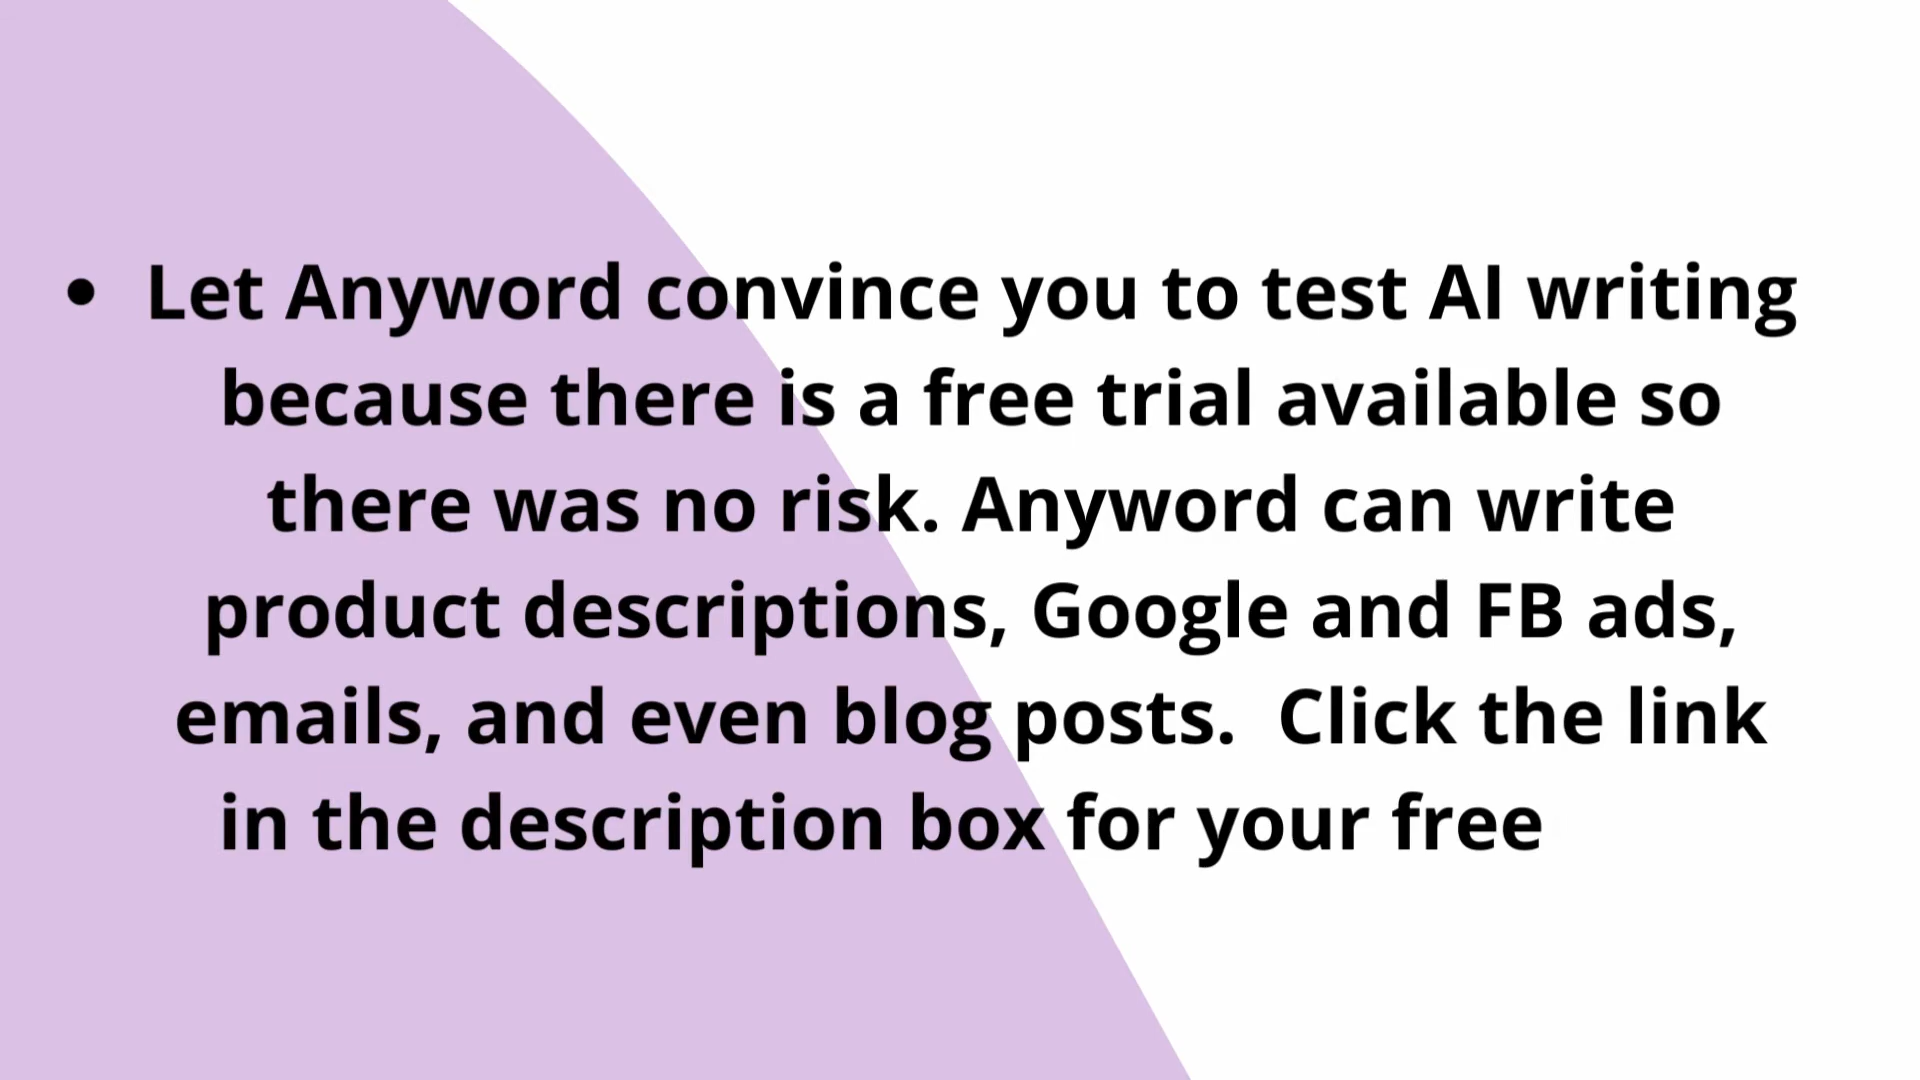 • Let Anyword convince you to test AI writing
because there is a free trial available so
there was no risk. Anyword can write
product descriptions, Google and FB ads,
emails, and even blog posts.  Click the link
in the description box for your free